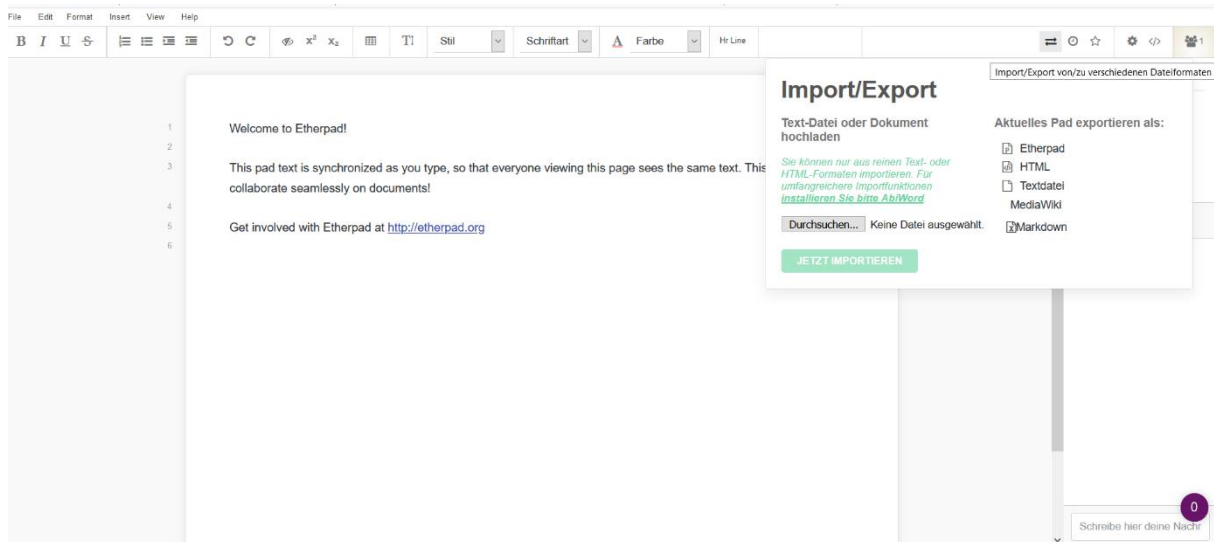 File Edit Format Insert View Help
B I U S x² x₂ TI Stil Schriftart A Farbe Hr Line </> 1
Import/Export von/zu verschiedenen Dateiformaten
Import/Export
Text-Datei oder Dokument
hochladen
Sie können nur aus reinen Text- oder
HTML-Formaten importieren. Für
umfangreichere Importfunktionen
installieren Sie bitte AbiWord
Durchsuchen... Keine Datei ausgewählt.
JETZT IMPORTIEREN
Aktuelles Pad exportieren als:
Etherpad
HTML
Textdatei
MediaWiki
Markdown
1 Welcome to Etherpad!
2
3 This pad text is synchronized as you type, so that everyone viewing this page sees the same text. This
collaborate seamlessly on documents!
4
5 Get involved with Etherpad at http://etherpad.org
6
0
Schreibe hier deine Nachr